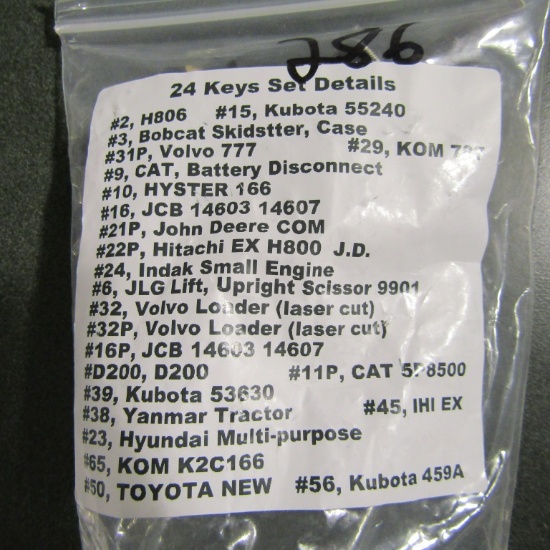 286
24 Keys Set Details
#2, H806 #15, Kubota 55240
#3, Bobcat Skidstter, Case
#31P, Volvo 777 #29, KOM 787
#9, CAT, Battery Disconnect
#10, HYSTER 166
#16, JCB 14603 14607
#21P, John Deere COM
#22P, Hitachi EX H800 J.D.
#24, Indak Small Engine
#6, JLG Lift, Upright Scissor 9901
#32, Volvo Loader (laser cut)
#32P, Volvo Loader (laser cut)
#16P, JCB 14603 14607
#D200, D200 #11P, CAT 5P8500
#39, Kubota 53630
#38, Yanmar Tractor #45, IHI EX
#23, Hyundai Multi-purpose
#65, KOM K2C166
#50, TOYOTA NEW #56, Kubota 459A